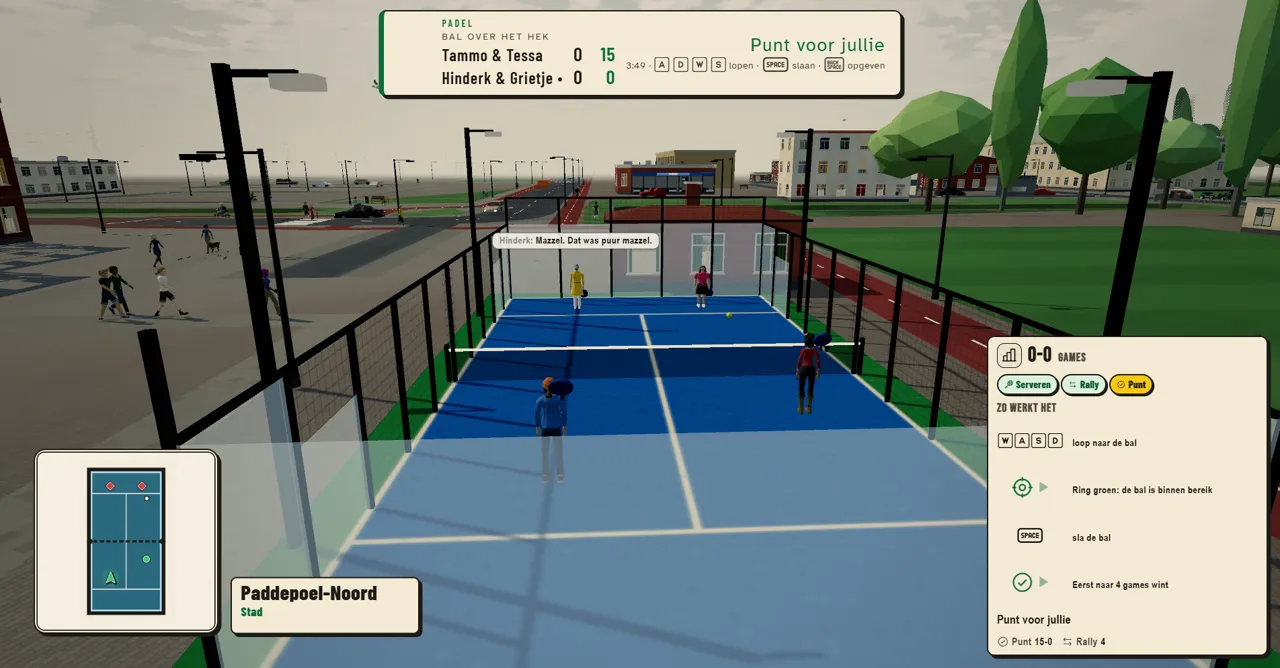 PADEL
BAL OVER HET HEK
Tammo & Tessa 0 15
Hinderk & Grietje • 0 0
Punt voor jullie
3:49 · A D W S lopen · SPACE slaan · BACK SPACE opgeven
Hinderk: Mazzel. Dat was puur mazzel.
0-0 GAMES
Serveren Rally Punt
ZO WERKT HET
W A S D loop naar de bal
Ring groen: de bal is binnen bereik
SPACE sla de bal
Eerst naar 4 games wint
Punt voor jullie
Punt 15-0 Rally 4
Paddepoel-Noord
Stad